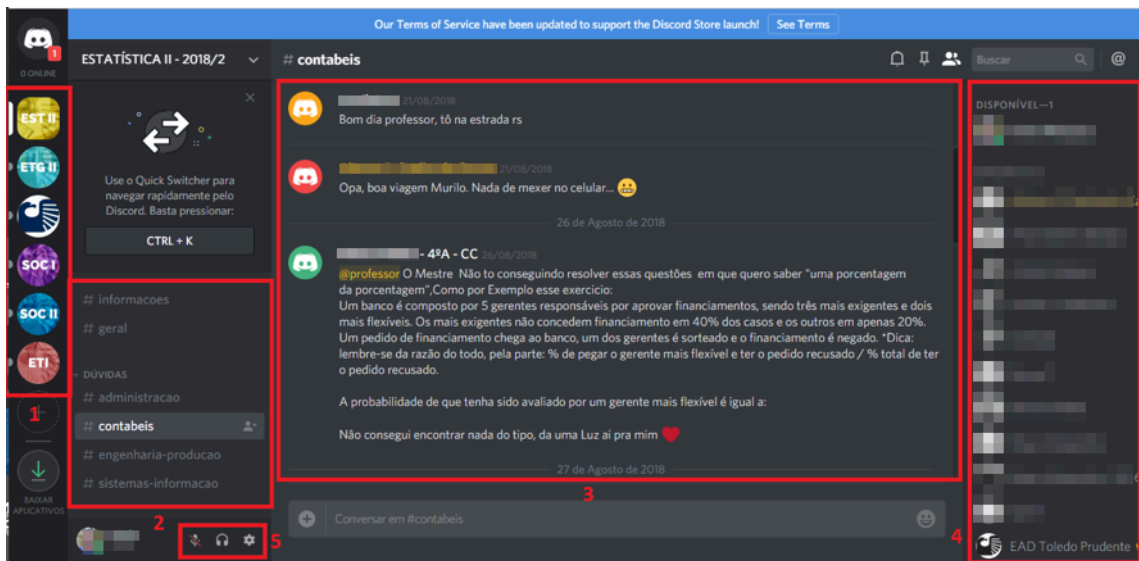 Our Terms of Service have been updated to support the Discord Store launch! See Terms
1
0 ONLINE
ESTATÍSTICA II - 2018/2
# contabeis
Buscar
@
EST II
ETG II
SOC I
SOC II
ETI
1
BAIXAR
APLICATIVOS
Use o Quick Switcher para
navegar rapidamente pelo
Discord. Basta pressionar:
CTRL + K
# informacoes
# geral
DÚVIDAS
# administracao
# contabeis
# engenharia-producao
# sistemas-informacao
2
5
21/08/2018
Bom dia professor, tô na estrada rs
21/08/2018
Opa, boa viagem Murilo. Nada de mexer no celular...
26 de Agosto de 2018
- 4ºA - CC 26/08/2018
@professor O Mestre Não to conseguindo resolver essas questões em que quero saber "uma porcentagem
da porcentagem",Como por Exemplo esse exercicio:
Um banco é composto por 5 gerentes responsáveis por aprovar financiamentos, sendo três mais exigentes e dois
mais flexíveis. Os mais exigentes não concedem financiamento em 40% dos casos e os outros em apenas 20%.
Um pedido de financiamento chega ao banco, um dos gerentes é sorteado e o financiamento é negado. *Dica:
lembre-se da razão do todo, pela parte: % de pegar o gerente mais flexível e ter o pedido recusado / % total de ter
o pedido recusado.
A probabilidade de que tenha sido avaliado por um gerente mais flexível é igual a:
Não consegui encontrar nada do tipo, da uma Luz ai pra mim
27 de Agosto de 2018
3
Conversar em #contabeis
4
DISPONÍVEL—1
EAD Toledo Prudente